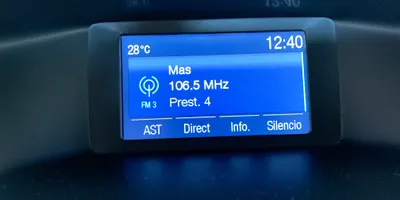 28°C 12:40
Mas
106.5 MHz
FM 3 Prest. 4
AST Direct Info. Silencio